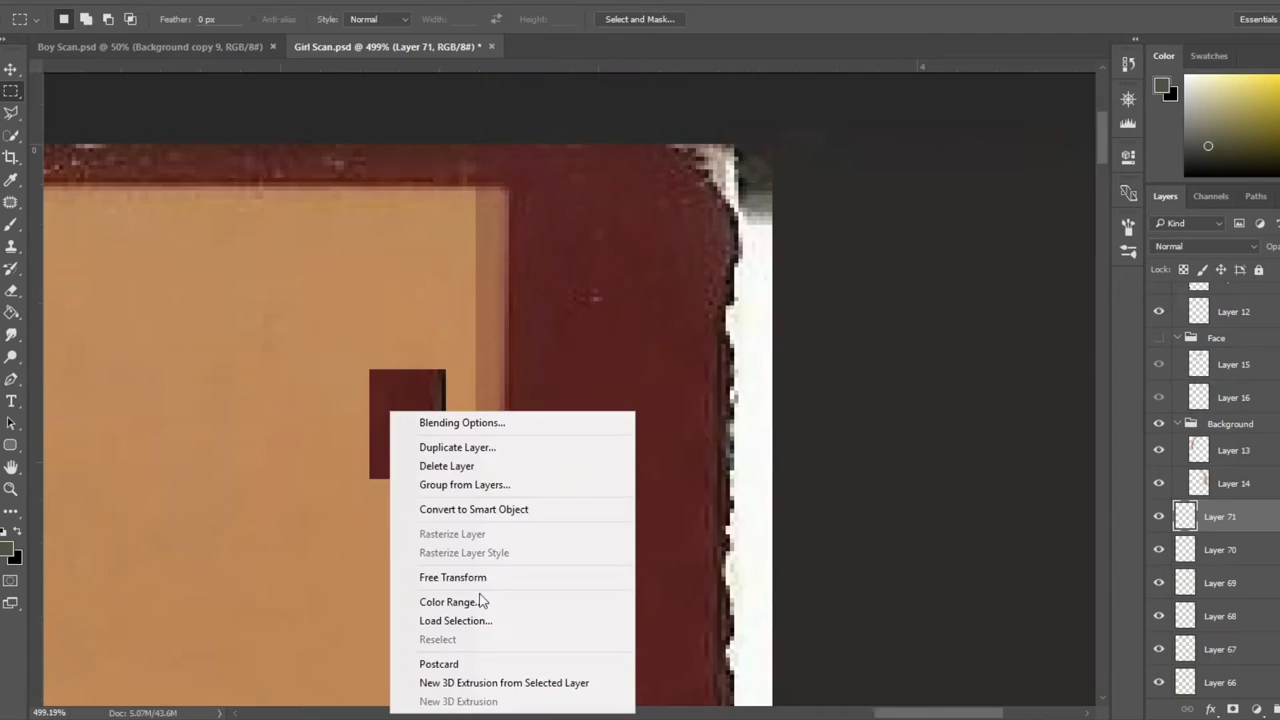 Feather: 0 px
Anti-alias
Style: Normal
Width:
Height:
Select and Mask...
Essentials
Boy Scan.psd @ 50% (Background copy 9, RGB/8#) ×
Girl Scan.psd @ 499% (Layer 71, RGB/8#) * ×
Color
Swatches
4
0
Layers
Channels
Paths
Kind
Normal
Lock:
Layer 12
Face
Layer 15
Layer 16
Background
Layer 13
Layer 14
Layer 71
Layer 70
Layer 69
Layer 68
Layer 67
Layer 66
Blending Options...
Duplicate Layer...
Delete Layer
Group from Layers...
Convert to Smart Object
Rasterize Layer
Rasterize Layer Style
Free Transform
Color Range...
Load Selection...
Reselect
Postcard
New 3D Extrusion from Selected Layer
New 3D Extrusion
499.19%
Doc: 5.07M/43.6M
fx